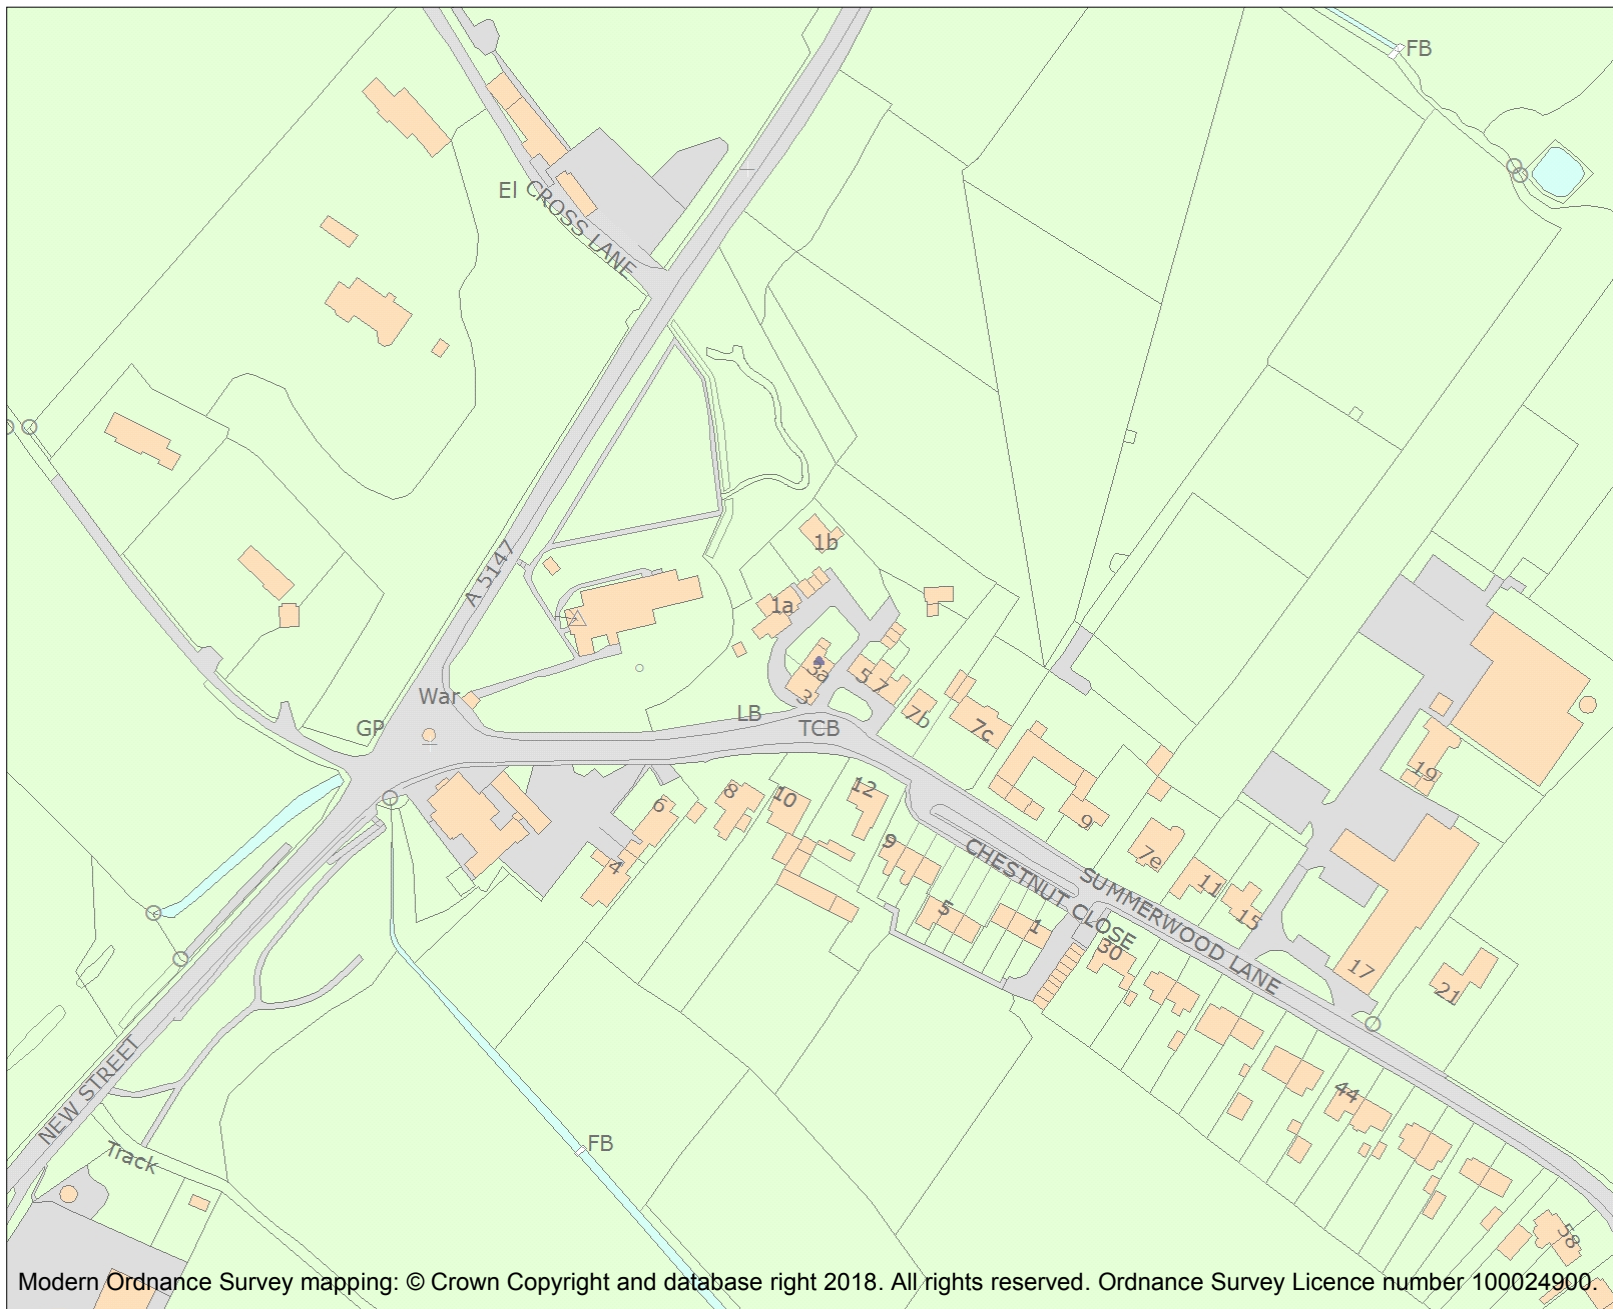 FB
El CROSS LANE
A 5147
1b
1a
3a
3
5 7
7b
7c
War
GP
LB
TCB
6
8
10
12
4
9
9
7e
11
15
19
17
21
CHESTNUT CLOSE
SUMMERWOOD LANE
5
1
30
44
58
NEW STREET
Track
FB
Modern Ordnance Survey mapping: © Crown Copyright and database right 2018. All rights reserved. Ordnance Survey Licence number 100024900.